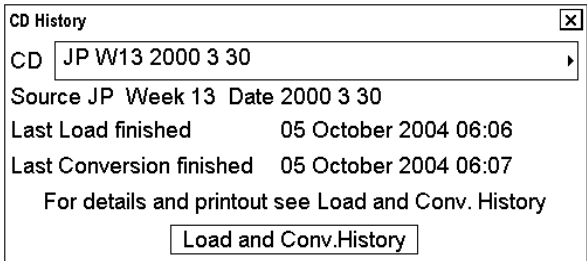 CD History
CD JP W13 2000 3 30
Source JP Week 13 Date 2000 3 30
Last Load finished 05 October 2004 06:06
Last Conversion finished 05 October 2004 06:07
For details and printout see Load and Conv. History
Load and Conv.History